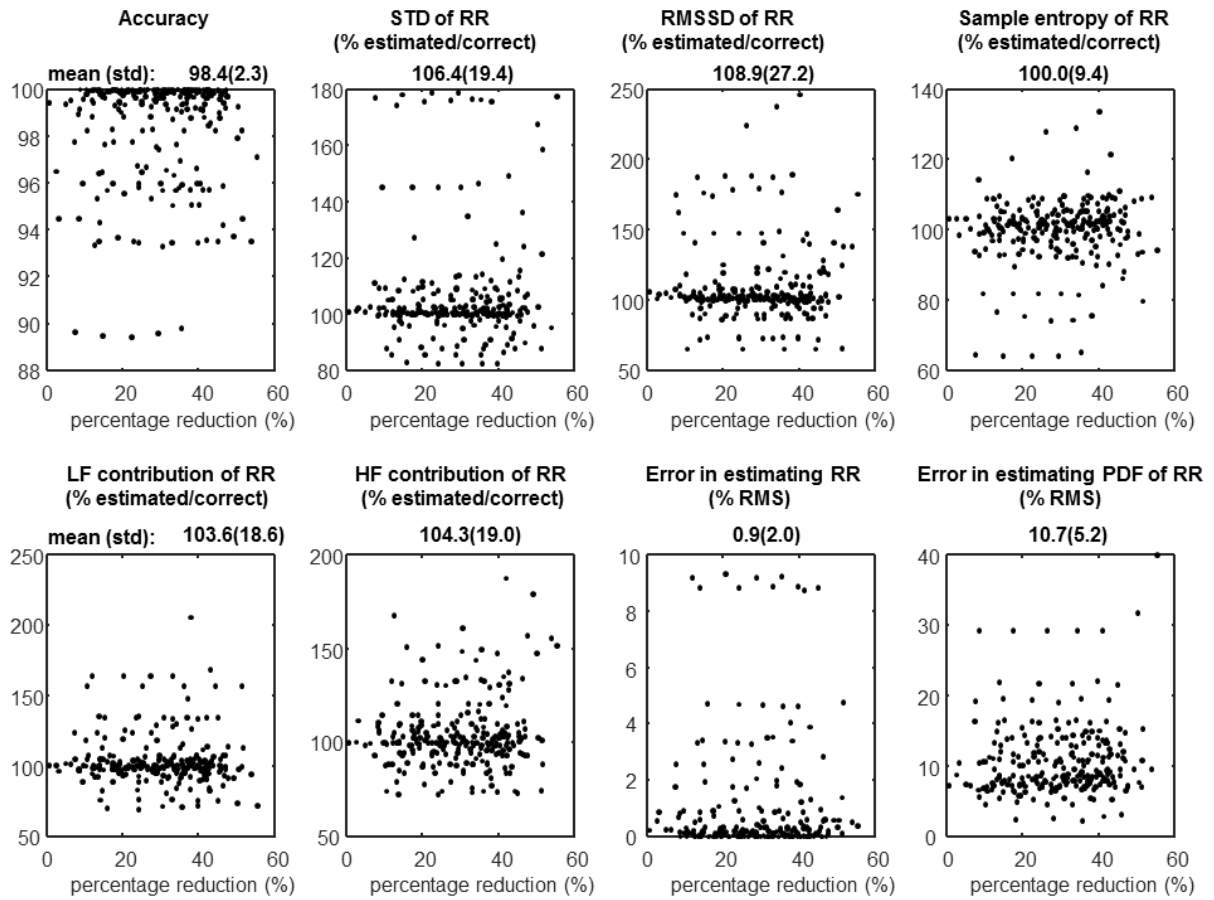 Accuracy
STD of RR
(% estimated/correct)
RMSSD of RR
(% estimated/correct)
Sample entropy of RR
(% estimated/correct)
mean (std): 98.4(2.3)
106.4(19.4)
108.9(27.2)
100.0(9.4)
100
98
96
94
92
90
88
0 20 40 60
percentage reduction (%)
180
160
140
120
100
80
0 20 40 60
percentage reduction (%)
250
200
150
100
50
0 20 40 60
percentage reduction (%)
140
120
100
80
60
0 20 40 60
percentage reduction (%)
LF contribution of RR
(% estimated/correct)
HF contribution of RR
(% estimated/correct)
Error in estimating RR
(% RMS)
Error in estimating PDF of RR
(% RMS)
mean (std): 103.6(18.6)
104.3(19.0)
0.9(2.0)
10.7(5.2)
250
200
150
100
50
0 20 40 60
percentage reduction (%)
200
150
100
50
0 20 40 60
percentage reduction (%)
10
8
6
4
2
0
0 20 40 60
percentage reduction (%)
40
30
20
10
0
0 20 40 60
percentage reduction (%)